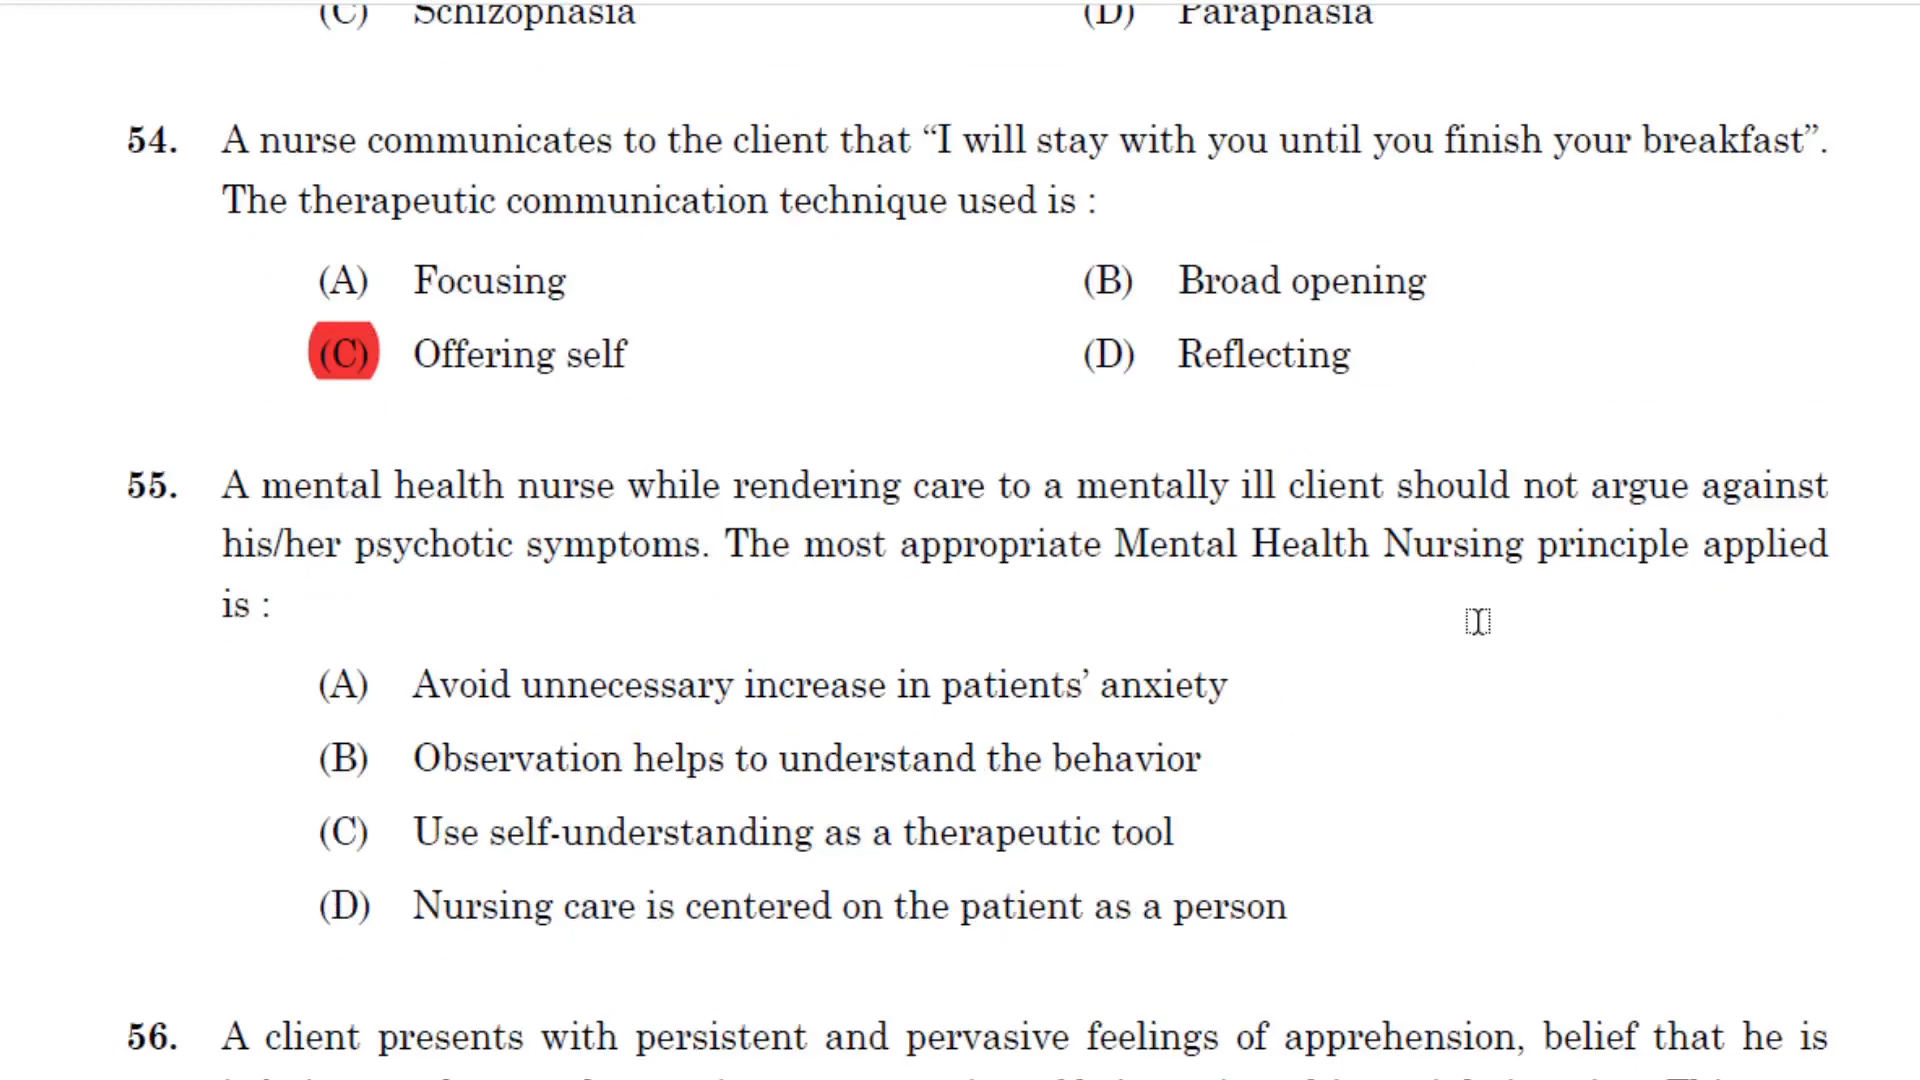 (C) Schizophasia (D) Paraphasia
54. A nurse communicates to the client that “I will stay with you until you finish your breakfast”.
The therapeutic communication technique used is :
(A) Focusing (B) Broad opening
(C) Offering self (D) Reflecting
55. A mental health nurse while rendering care to a mentally ill client should not argue against
his/her psychotic symptoms. The most appropriate Mental Health Nursing principle applied
is :
(A) Avoid unnecessary increase in patients’ anxiety
(B) Observation helps to understand the behavior
(C) Use self-understanding as a therapeutic tool
(D) Nursing care is centered on the patient as a person
56. A client presents with persistent and pervasive feelings of apprehension, belief that he is